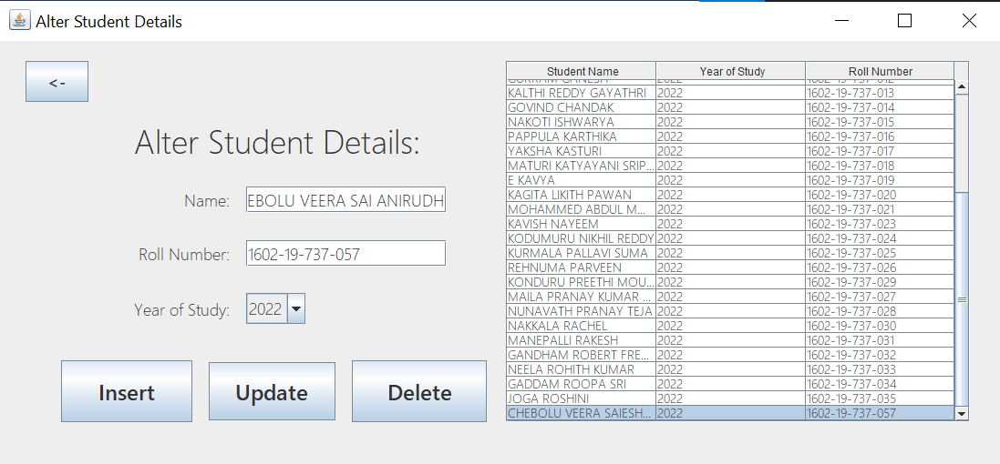 Alter Student Details
<-
Alter Student Details:
Name: EBOLU VEERA SAI ANIRUDH
Roll Number: 1602-19-737-057
Year of Study: 2022
Insert Update Delete
Student Name Year of Study Roll Number
GURRAM GANESH 2022 1602-19-737-012
KALTHI REDDY GAYATHRI 2022 1602-19-737-013
GOVIND CHANDAK 2022 1602-19-737-014
NAKOTI ISHWARYA 2022 1602-19-737-015
PAPPULA KARTHIKA 2022 1602-19-737-016
YAKSHA KASTURI 2022 1602-19-737-017
MATURI KATYAYANI SRIP... 2022 1602-19-737-018
E KAVYA 2022 1602-19-737-019
KAGITA LIKITH PAWAN 2022 1602-19-737-020
MOHAMMED ABDUL M... 2022 1602-19-737-021
KAVISH NAYEEM 2022 1602-19-737-023
KODUMURU NIKHIL REDDY 2022 1602-19-737-024
KURMALA PALLAVI SUMA 2022 1602-19-737-025
REHNUMA PARVEEN 2022 1602-19-737-026
KONDURU PREETHI MOU... 2022 1602-19-737-029
MAILA PRANAY KUMAR ... 2022 1602-19-737-027
NUNAVATH PRANAY TEJA 2022 1602-19-737-028
NAKKALA RACHEL 2022 1602-19-737-030
MANEPALLI RAKESH 2022 1602-19-737-031
GANDHAM ROBERT FRE... 2022 1602-19-737-032
NEELA ROHITH KUMAR 2022 1602-19-737-033
GADDAM ROOPA SRI 2022 1602-19-737-034
JOGA ROSHINI 2022 1602-19-737-035
CHEBOLU VEERA SAIESH... 2022 1602-19-737-057